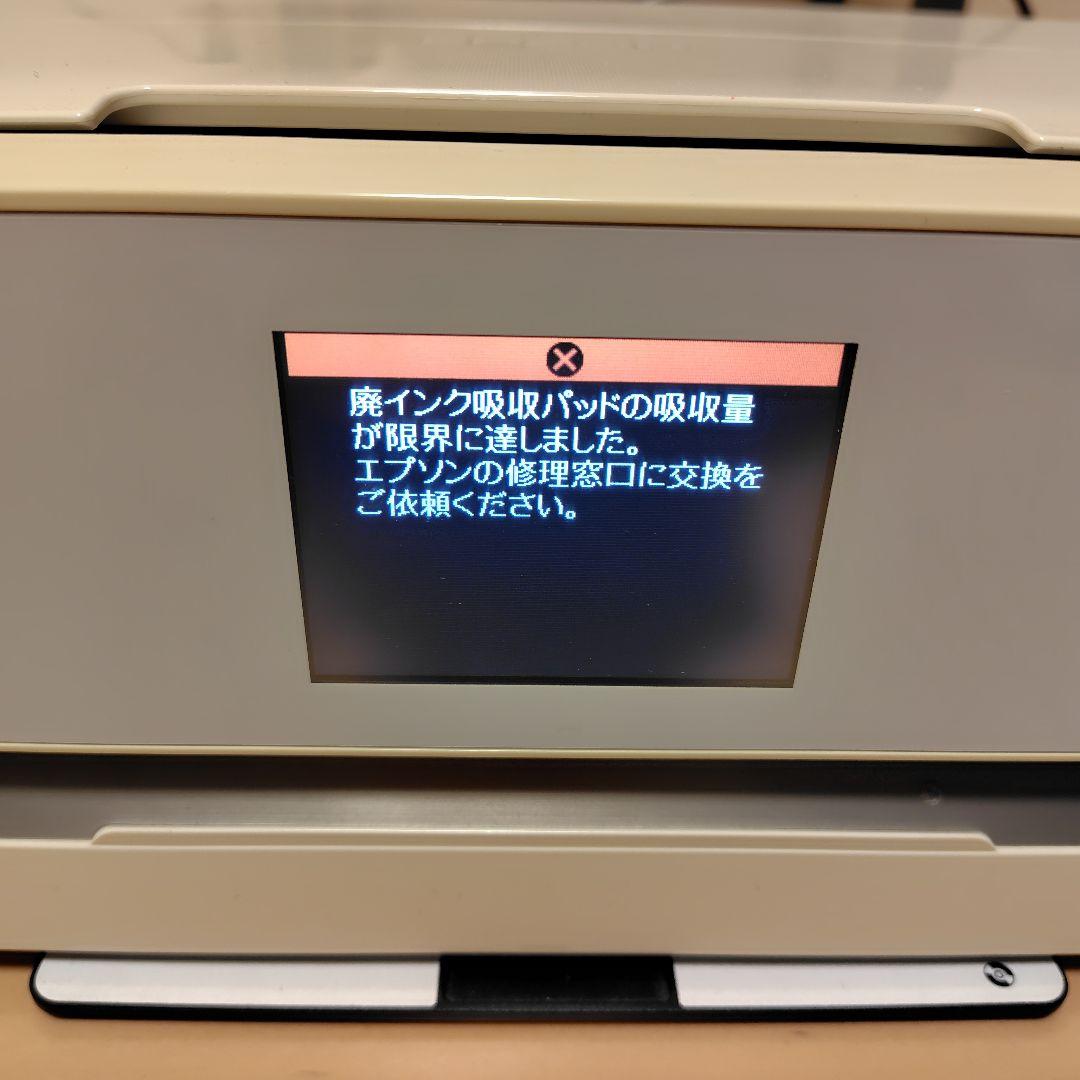 廃インク吸収パッドの吸収量
が限界に達しました。
エプソンの修理窓口に交換を
ご依頼ください。